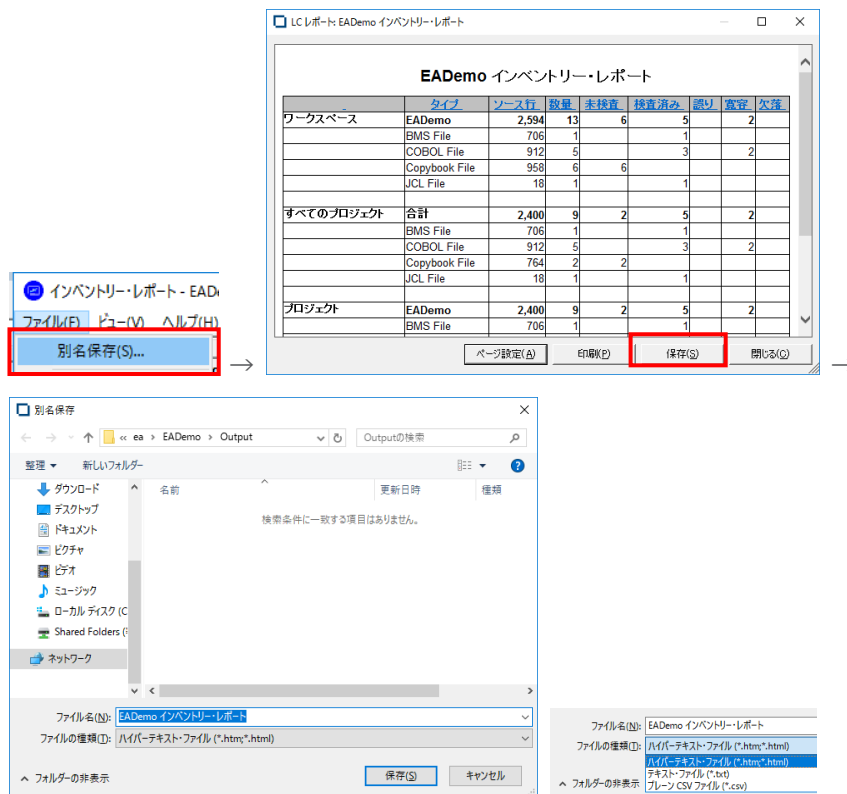 インベントリー・レポート - EAD
ファイル(F) ビュー(V) ヘルプ(H)
別名保存(S)...
→
LC レポート: EADemo インベントリー・レポート
EADemo インベントリー・レポート
タイプ ソース行 数量 未検査 検査済み 誤り 寛容 欠落
ワークスペース EADemo 2,594 13 6 5 2
BMS File 706 1 1
COBOL File 912 5 3 2
Copybook File 958 6 6
JCL File 18 1 1
すべてのプロジェクト 合計 2,400 9 2 5 2
BMS File 706 1 1
COBOL File 912 5 3 2
Copybook File 764 2 2
JCL File 18 1 1
プロジェクト EADemo 2,400 9 2 5 2
BMS File 706 1 1
ページ設定(A) 印刷(P) 保存(S) 閉じる(C)
別名保存
« ea > EADemo > Output
Outputの検索
整理 新しいフォルダー
ダウンロード
デスクトップ
ドキュメント
ピクチャ
ビデオ
ミュージック
ローカル ディスク (C
Shared Folders (
ネットワーク
名前 更新日時 種類
検索条件に一致する項目はありません。
ファイル名(N): EADemo インベントリー・レポート
ファイルの種類(T): ハイパーテキスト・ファイル (*.htm;*.html)
フォルダーの非表示
保存(S) キャンセル
ファイル名(N): EADemo インベントリー・レポート
ファイルの種類(T): ハイパーテキスト・ファイル (*.htm;*.html)
ハイパーテキスト・ファイル (*.htm;*.html)
テキスト・ファイル (*.txt)
プレーン CSV ファイル (*.csv)
フォルダーの非表示